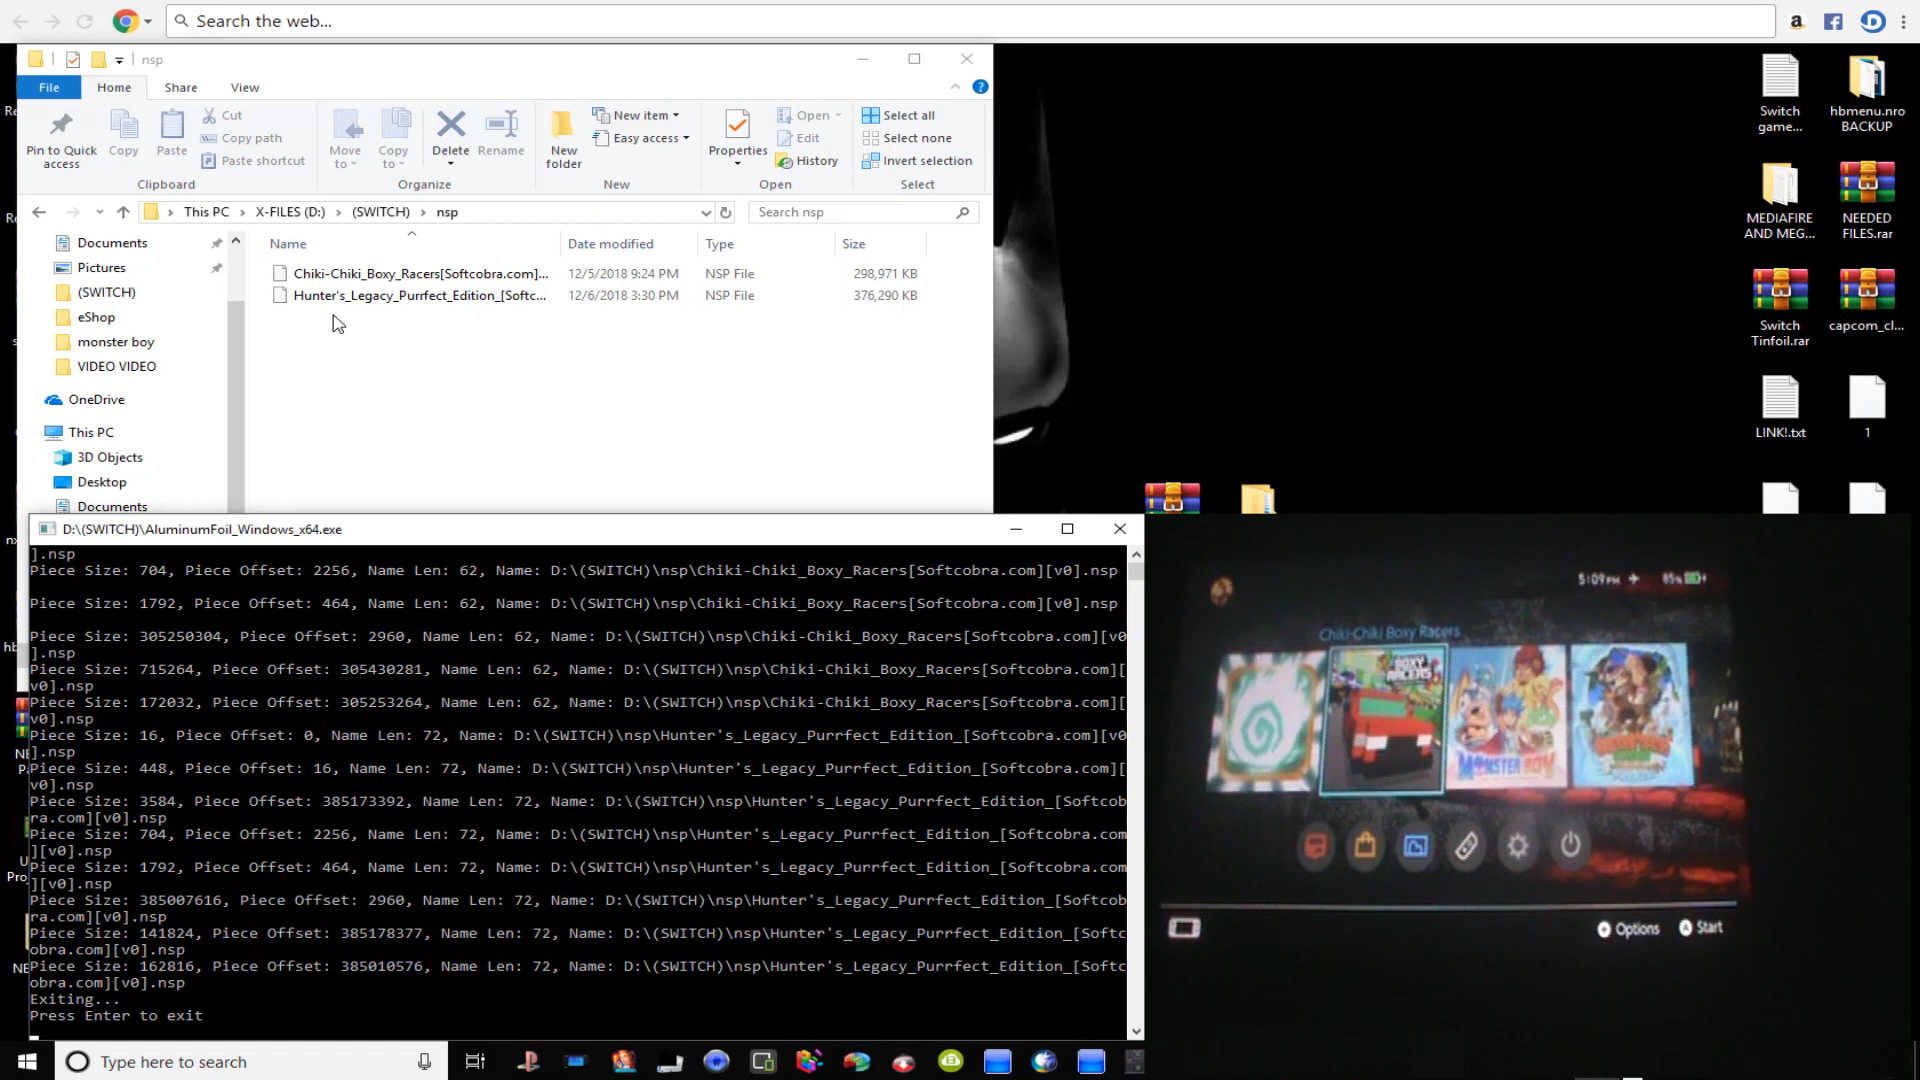 Search the web...
nsp
File Home Share View
Pin to Quick access
Copy
Paste
Cut
Copy path
Paste shortcut
Move to
Copy to
Delete
Rename
New folder
New item
Easy access
Properties
Open
Edit
History
Select all
Select none
Invert selection
Clipboard Organize New Open Select
This PC X-FILES (D:) (SWITCH) nsp
Search nsp
Documents
Pictures
(SWITCH)
eShop
monster boy
VIDEO VIDEO
OneDrive
This PC
3D Objects
Desktop
Documents
Name Date modified Type Size
Chiki-Chiki_Boxy_Racers[Softcobra.com]... 12/5/2018 9:24 PM NSP File 298,971 KB
Hunter's_Legacy_Purrfect_Edition_[Softc... 12/6/2018 3:30 PM NSP File 376,290 KB
Switch game...
hbmenu.nro BACKUP
MEDIAFIRE AND MEG...
NEEDED FILES.rar
Switch Tinfoil.rar
capcom_cl...
LINK!.txt
1
D:\(SWITCH)\AluminumFoil_Windows_x64.exe
].nsp
Piece Size: 704, Piece Offset: 2256, Name Len: 62, Name: D:\(SWITCH)\nsp\Chiki-Chiki_Boxy_Racers[Softcobra.com][v0].nsp
Piece Size: 1792, Piece Offset: 464, Name Len: 62, Name: D:\(SWITCH)\nsp\Chiki-Chiki_Boxy_Racers[Softcobra.com][v0].nsp
Piece Size: 305250304, Piece Offset: 2960, Name Len: 62, Name: D:\(SWITCH)\nsp\Chiki-Chiki_Boxy_Racers[Softcobra.com][v0
].nsp
Piece Size: 715264, Piece Offset: 305430281, Name Len: 62, Name: D:\(SWITCH)\nsp\Chiki-Chiki_Boxy_Racers[Softcobra.com][
v0].nsp
Piece Size: 172032, Piece Offset: 305253264, Name Len: 62, Name: D:\(SWITCH)\nsp\Chiki-Chiki_Boxy_Racers[Softcobra.com][
v0].nsp
Piece Size: 16, Piece Offset: 0, Name Len: 72, Name: D:\(SWITCH)\nsp\Hunter's_Legacy_Purrfect_Edition_[Softcobra.com][v0
].nsp
Piece Size: 448, Piece Offset: 16, Name Len: 72, Name: D:\(SWITCH)\nsp\Hunter's_Legacy_Purrfect_Edition_[Softcobra.com][
v0].nsp
Piece Size: 3584, Piece Offset: 385173392, Name Len: 72, Name: D:\(SWITCH)\nsp\Hunter's_Legacy_Purrfect_Edition_[Softcob
ra.com][v0].nsp
Piece Size: 704, Piece Offset: 2256, Name Len: 72, Name: D:\(SWITCH)\nsp\Hunter's_Legacy_Purrfect_Edition_[Softcobra.com
][v0].nsp
Piece Size: 1792, Piece Offset: 464, Name Len: 72, Name: D:\(SWITCH)\nsp\Hunter's_Legacy_Purrfect_Edition_[Softcobra.com
][v0].nsp
Piece Size: 385007616, Piece Offset: 2960, Name Len: 72, Name: D:\(SWITCH)\nsp\Hunter's_Legacy_Purrfect_Edition_[Softcob
ra.com][v0].nsp
Piece Size: 141824, Piece Offset: 385178377, Name Len: 72, Name: D:\(SWITCH)\nsp\Hunter's_Legacy_Purrfect_Edition_[Softc
obra.com][v0].nsp
Piece Size: 162816, Piece Offset: 385010576, Name Len: 72, Name: D:\(SWITCH)\nsp\Hunter's_Legacy_Purrfect_Edition_[Softc
obra.com][v0].nsp
Exiting...
Press Enter to exit
5:09PM 85%
Chiki-Chiki Boxy Racers
BOXY RACERS
MONSTER BOY
Options Start
Type here to search